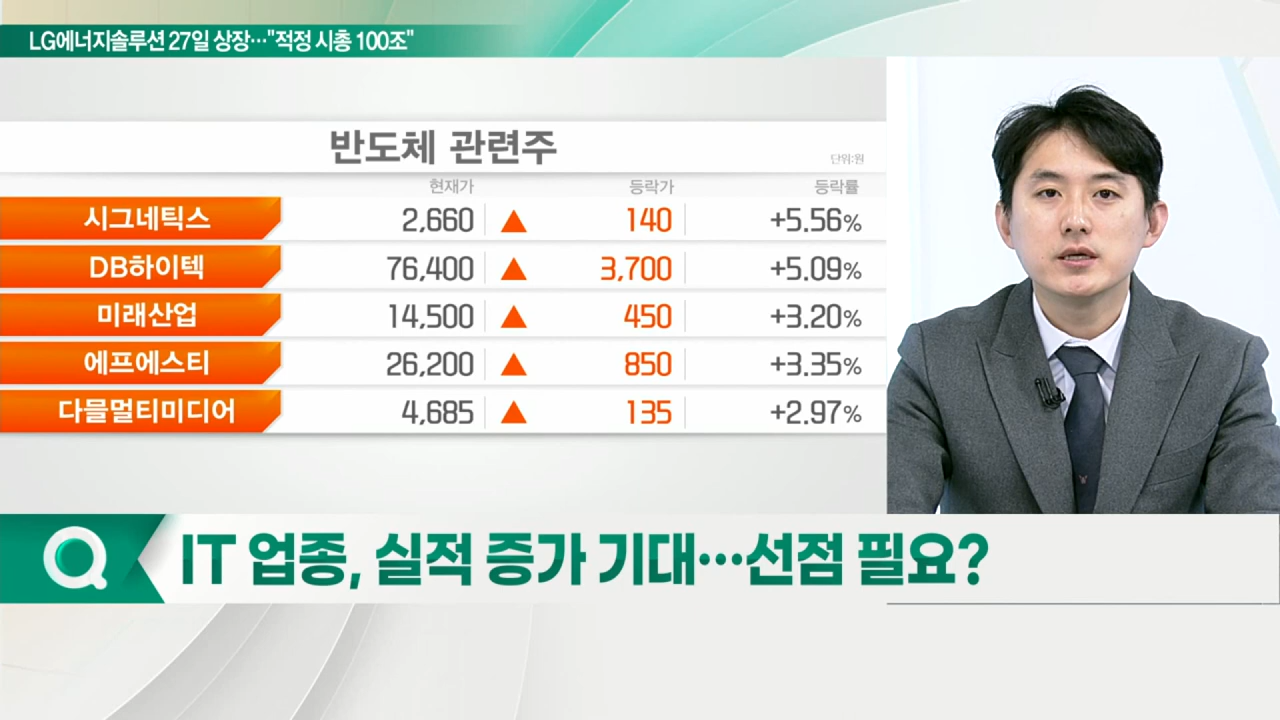 LG에너지솔루션 27일 상장…"적정 시총 100조"
반도체 관련주
단위:원
현재가 등락가 등락률
시그네틱스 2,660 ▲ 140 +5.56%
DB하이텍 76,400 ▲ 3,700 +5.09%
미래산업 14,500 ▲ 450 +3.20%
에프에스티 26,200 ▲ 850 +3.35%
다믈멀티미디어 4,685 ▲ 135 +2.97%
Q IT 업종, 실적 증가 기대…선점 필요?